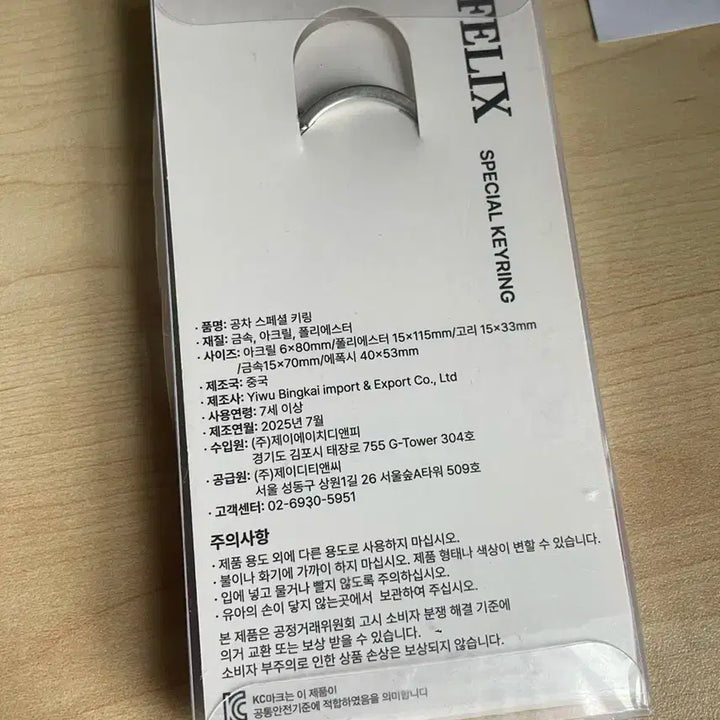 FELIX
SPECIAL KEYRING
· 품명: 공차 스페셜 키링
· 재질: 금속, 아크릴, 폴리에스터
· 사이즈: 아크릴 6×80mm/폴리에스터 15×115mm/고리 15×33mm
/금속15×70mm/에폭시 40×53mm
· 제조국: 중국
· 제조사: Yiwu Bingkai import & Export Co., Ltd
· 사용연령: 7세 이상
· 제조연월: 2025년 7월
· 수입원: (주)제이에이치디앤피
경기도 김포시 태장로 755 G-Tower 304호
· 공급원: (주)제이디티앤씨
서울 성동구 상원1길 26 서울숲A타워 509호
· 고객센터: 02-6930-5951
주의사항
· 제품 용도 외에 다른 용도로 사용하지 마십시오.
· 불이나 화기에 가까이 하지 마십시오. 제품 형태나 색상이 변할 수 있습니다.
· 입에 넣고 물거나 빨지 않도록 주의하십시오.
· 유아의 손이 닿지 않는곳에서 보관하여 주십시오.
본 제품은 공정거래위원회 고시 소비자 분쟁 해결 기준에
의거 교환 또는 보상 받을 수 있습니다.
소비자 부주의로 인한 상품 손상은 보상되지 않습니다.
KC마크는 이 제품이
공통안전기준에 적합하였음을 의미합니다